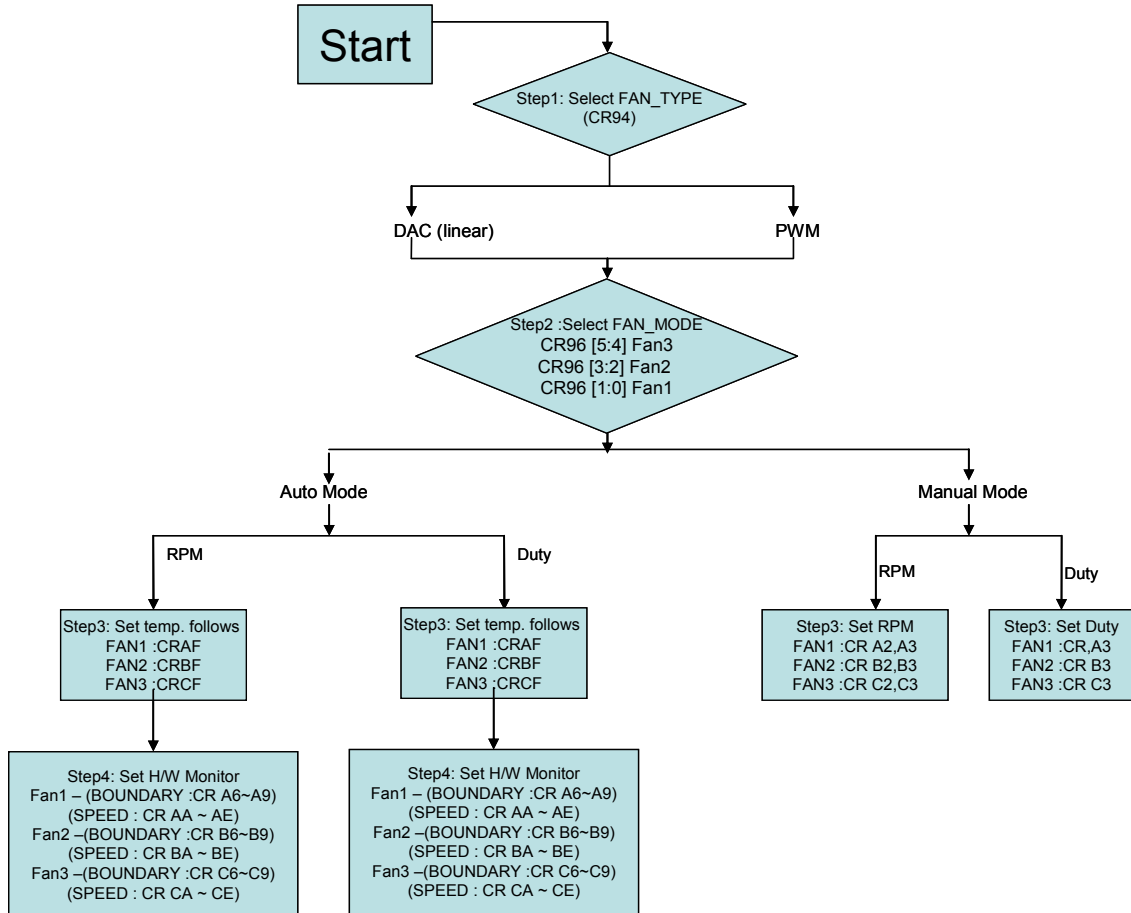 Start
Step1: Select FAN_TYPE
(CR94)
DAC (linear)
PWM
Step2 :Select FAN_MODE
CR96 [5:4] Fan3
CR96 [3:2] Fan2
CR96 [1:0] Fan1
Auto Mode
Manual Mode
RPM
Duty
RPM
Duty
Step3: Set temp. follows
FAN1 :CRAF
FAN2 :CRBF
FAN3 :CRCF
Step3: Set temp. follows
FAN1 :CRAF
FAN2 :CRBF
FAN3 :CRCF
Step3: Set RPM
FAN1 :CR A2,A3
FAN2 :CR B2,B3
FAN3 :CR C2,C3
Step3: Set Duty
FAN1 :CR,A3
FAN2 :CR B3
FAN3 :CR C3
Step4: Set H/W Monitor
Fan1 – (BOUNDARY :CR A6~A9)
(SPEED : CR AA ~ AE)
Fan2 –(BOUNDARY :CR B6~B9)
(SPEED : CR BA ~ BE)
Fan3 –(BOUNDARY :CR C6~C9)
(SPEED : CR CA ~ CE)
Step4: Set H/W Monitor
Fan1 – (BOUNDARY :CR A6~A9)
(SPEED : CR AA ~ AE)
Fan2 –(BOUNDARY :CR B6~B9)
(SPEED : CR BA ~ BE)
Fan3 –(BOUNDARY :CR C6~C9)
(SPEED : CR CA ~ CE)